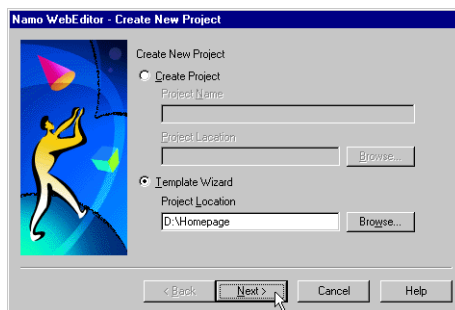 Namo WebEditor - Create New Project
Create New Project
Create Project
Project Name
Project Lacation
Browse...
Template Wizard
Project Location
D:\Homepage
Browse...
< Back
Next >
Cancel
Help